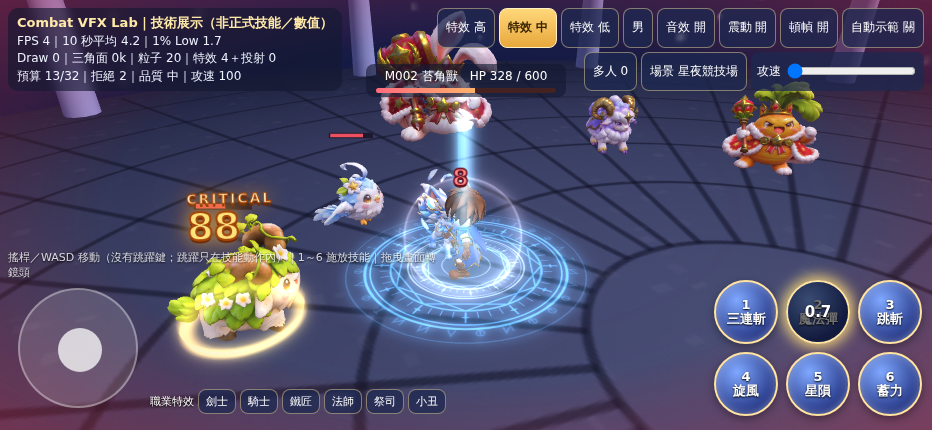 Combat VFX Lab｜技術展示（非正式技能／數值）
FPS 4｜10 秒平均 4.2｜1% Low 1.7
Draw 0｜三角面 0k｜粒子 20｜特效 4＋投射 0
預算 13/32｜拒絕 2｜品質 中｜攻速 100
特效 高
特效 中
特效 低
男
音效 開
震動 開
頓幀 開
自動示範 關
多人 0
場景 星夜競技場
攻速
M002 苔角獸 HP 328 / 600
8
CRITICAL
88
搖桿／WASD 移動（沒有跳躍鍵；跳躍只在技能動作內）｜1～6 施放技能｜拖曳畫面轉
鏡頭
1
三連斬
2
魔法彈
0.7
3
跳斬
4
旋風
5
星隕
6
蓄力
職業特效
劍士
騎士
鐵匠
法師
祭司
小丑